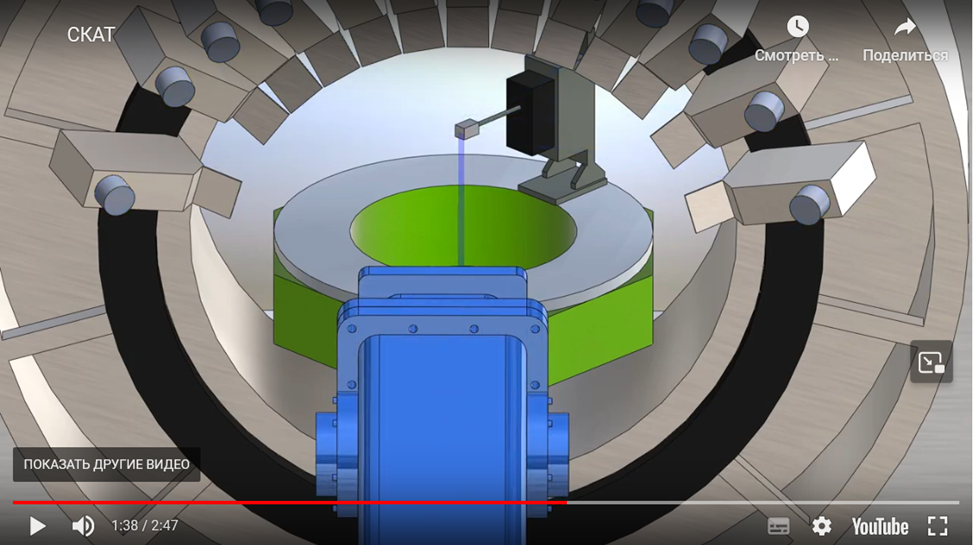 СКАТ
Смотреть ...
Поделиться
ПОКАЗАТЬ ДРУГИЕ ВИДЕО
1:38 / 2:47
YouTube